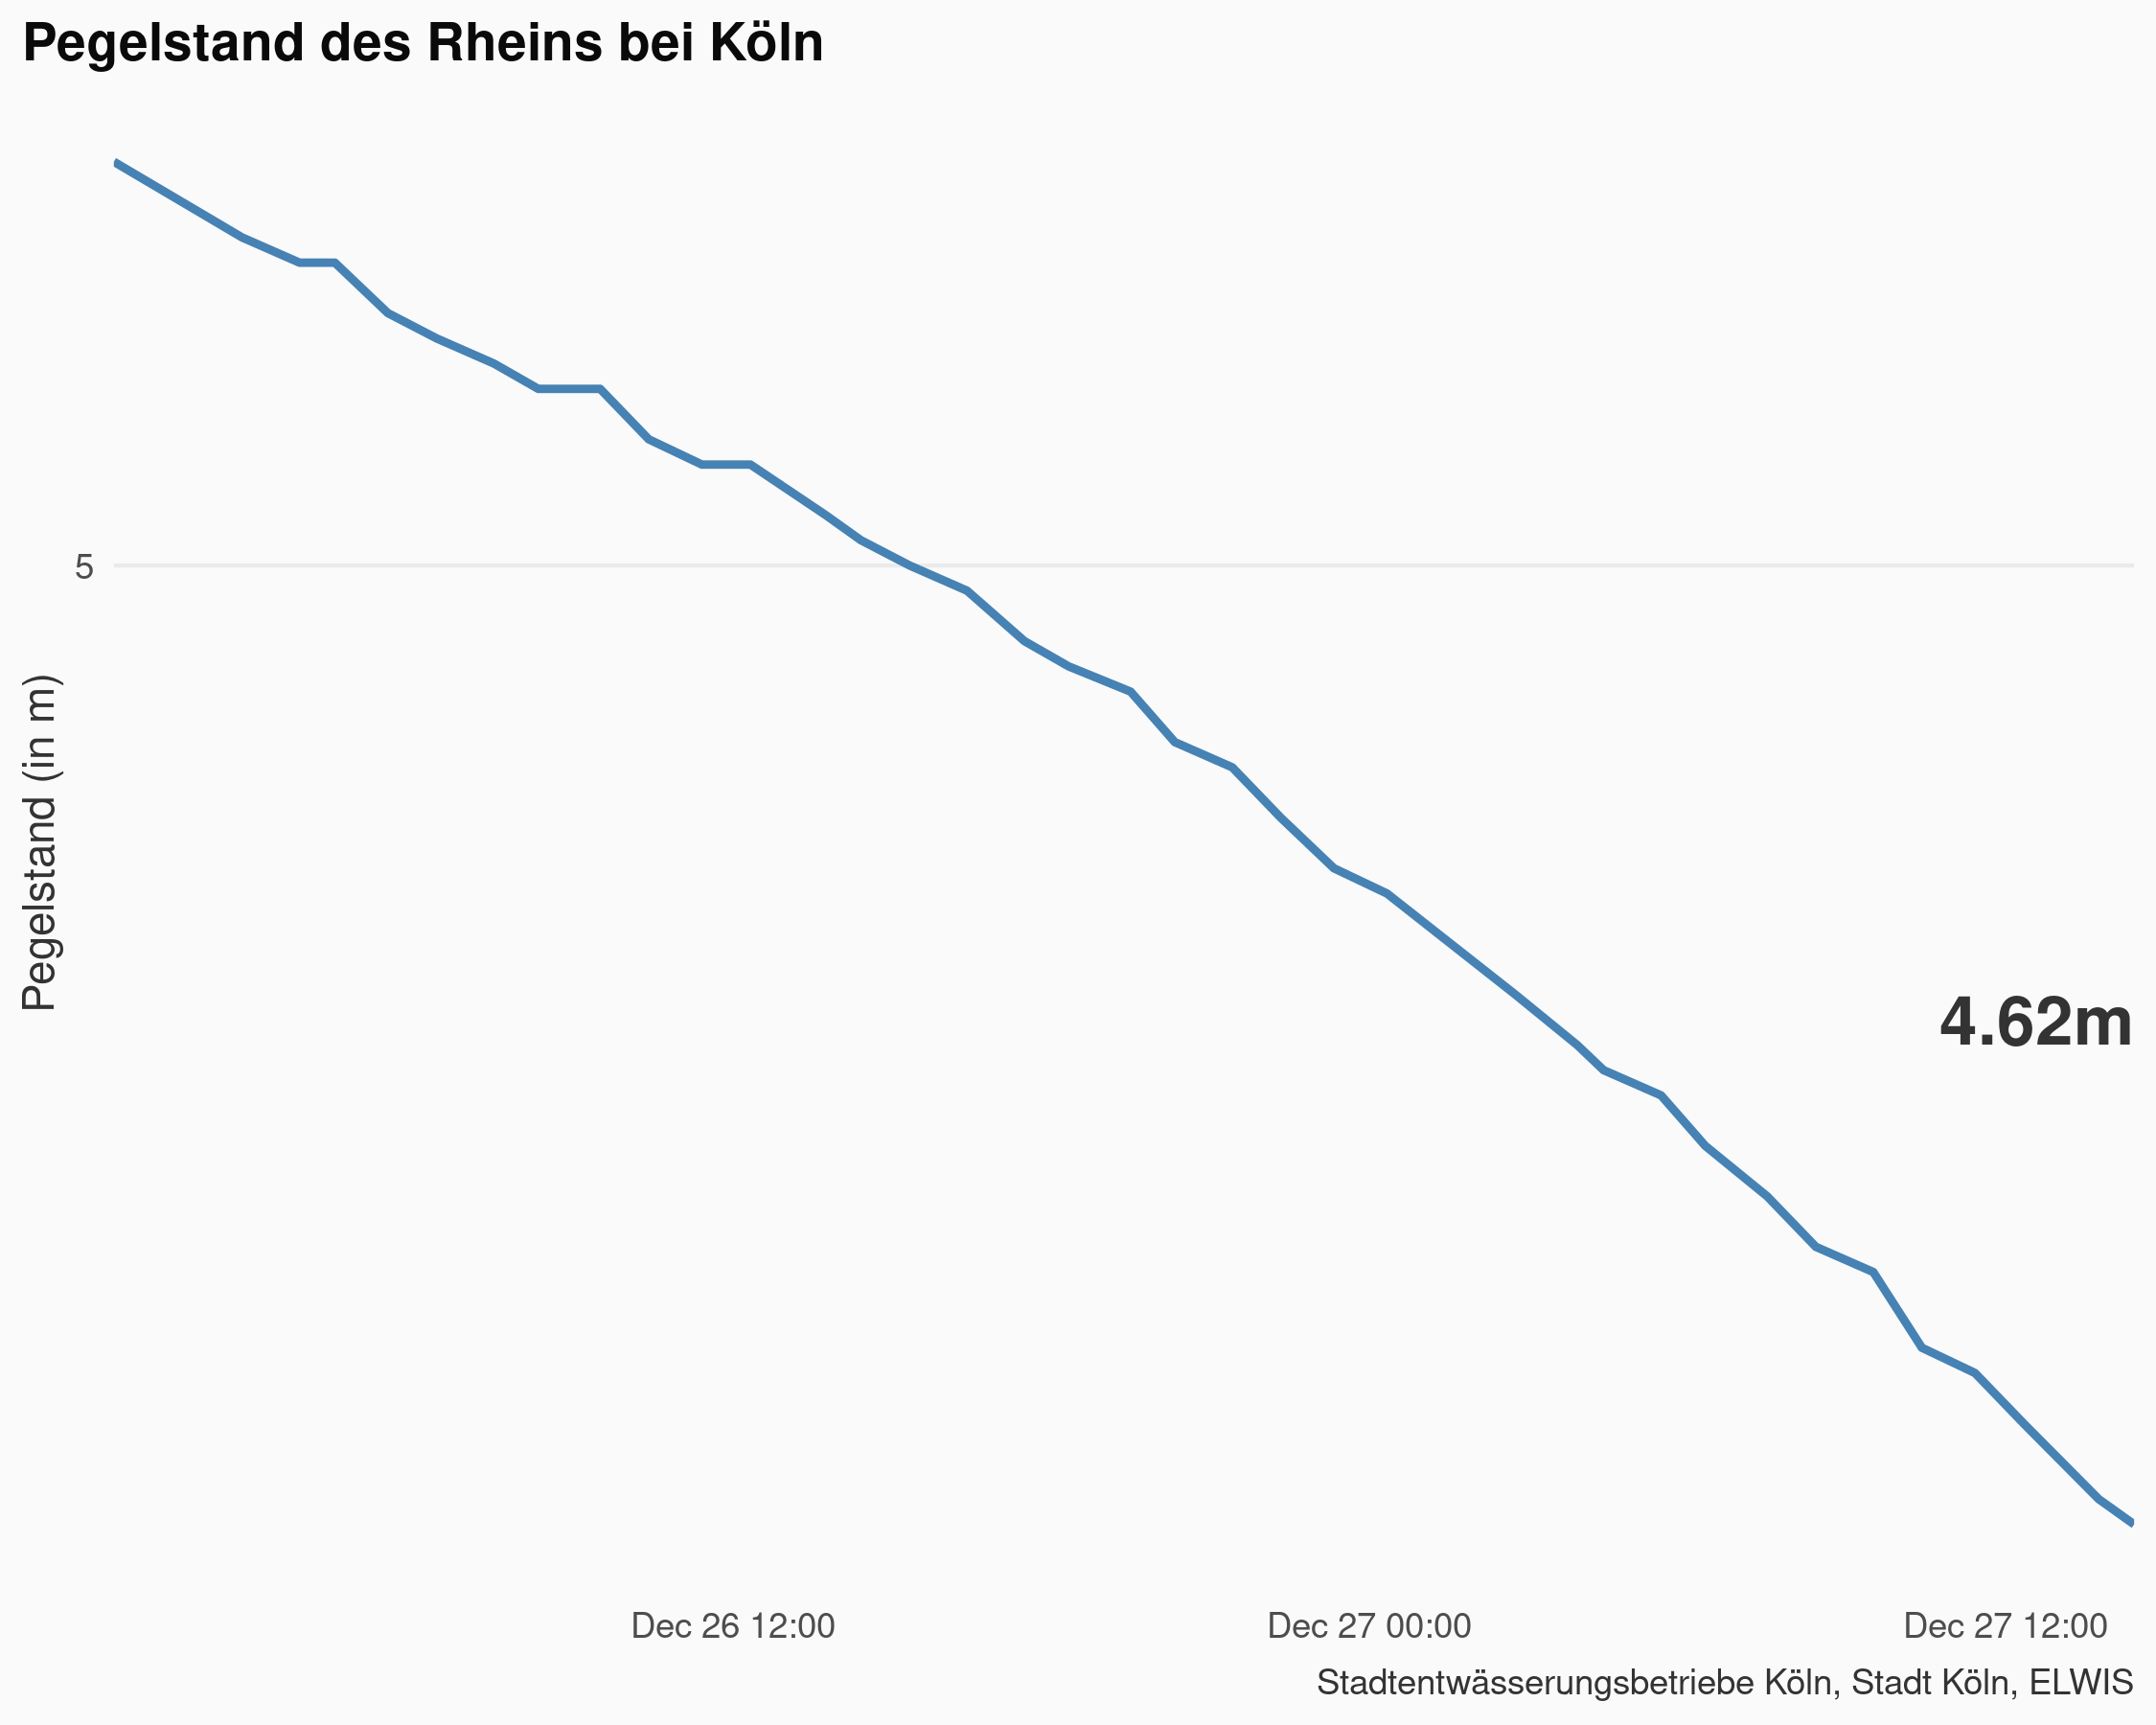 Pegelstand des Rheins bei Köln
5
Pegelstand (in m)
4.62m
Dec 26 12:00
Dec 27 00:00
Dec 27 12:00
Stadtentwässerungsbetriebe Köln, Stadt Köln, ELWIS